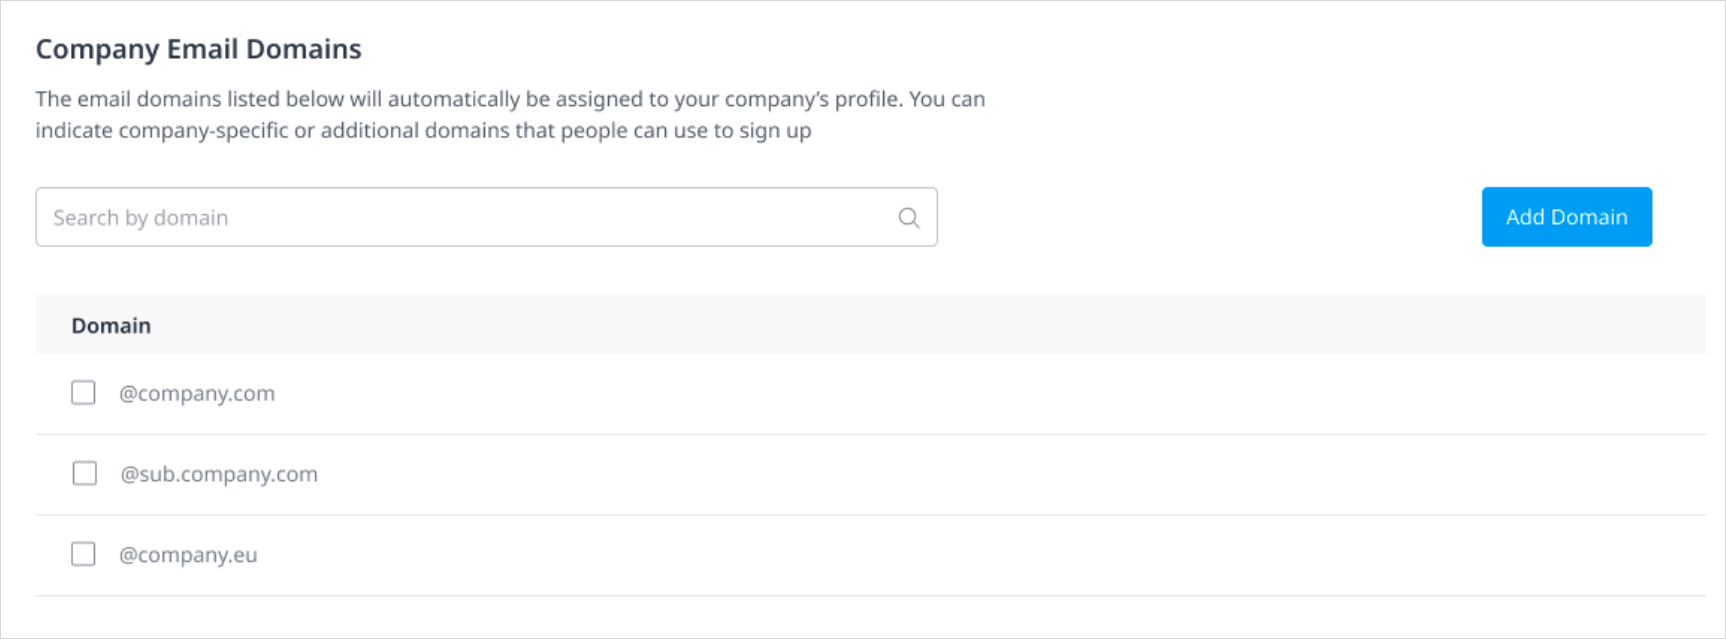 Company Email Domains
The email domains listed below will automatically be assigned to your company’s profile. You can
indicate company-specific or additional domains that people can use to sign up
Search by domain
Add Domain
Domain
@company.com
@sub.company.com
@company.eu